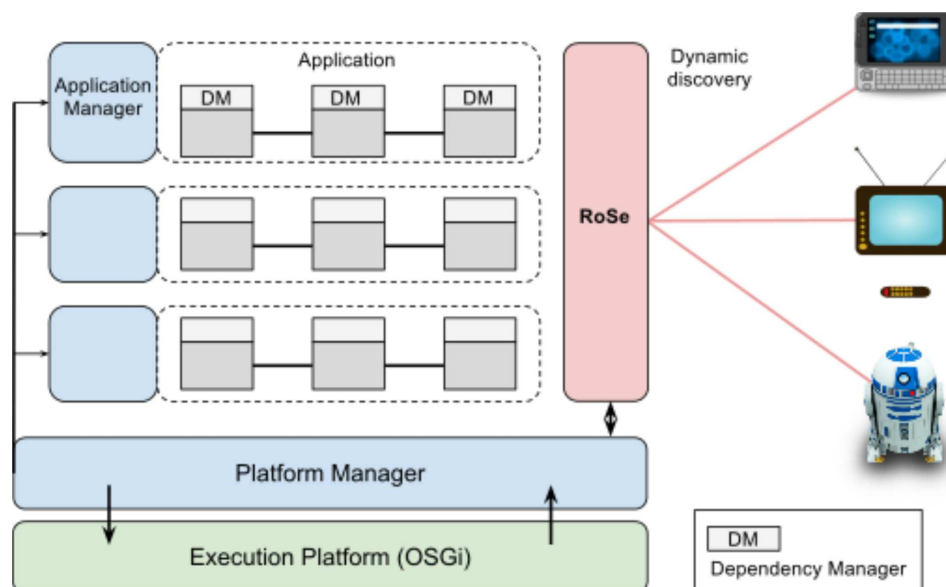 Application
Manager
Application
DM
DM
DM
RoSe
Dynamic
discovery
Platform Manager
Execution Platform (OSGi)
DM
Dependency Manager